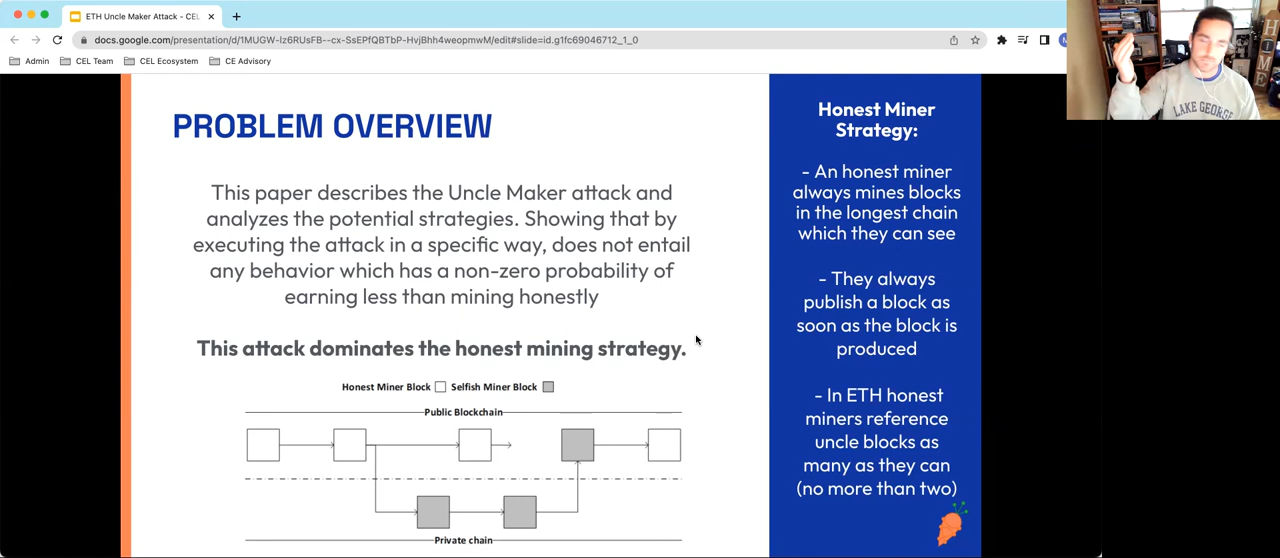 ETH Uncle Maker Attack - CEL
docs.google.com/presentation/d/1MUGW-Iz6RUsFB--cx-SsEPfQBTbP-HvjBhh4weopmwM/edit#slide=id.g1fc69046712_1_0
Admin CEL Team CEL Ecosystem CE Advisory
PROBLEM OVERVIEW
This paper describes the Uncle Maker attack and
analyzes the potential strategies. Showing that by
executing the attack in a specific way, does not entail
any behavior which has a non-zero probability of
earning less than mining honestly
This attack dominates the honest mining strategy.
Honest Miner Block Selfish Miner Block
Public Blockchain
Private chain
Honest Miner
Strategy:
- An honest miner
always mines blocks
in the longest chain
which they can see
- They always
publish a block as
soon as the block is
produced
- In ETH honest
miners reference
uncle blocks as
many as they can
(no more than two)
LAKE GEORGE
HOME